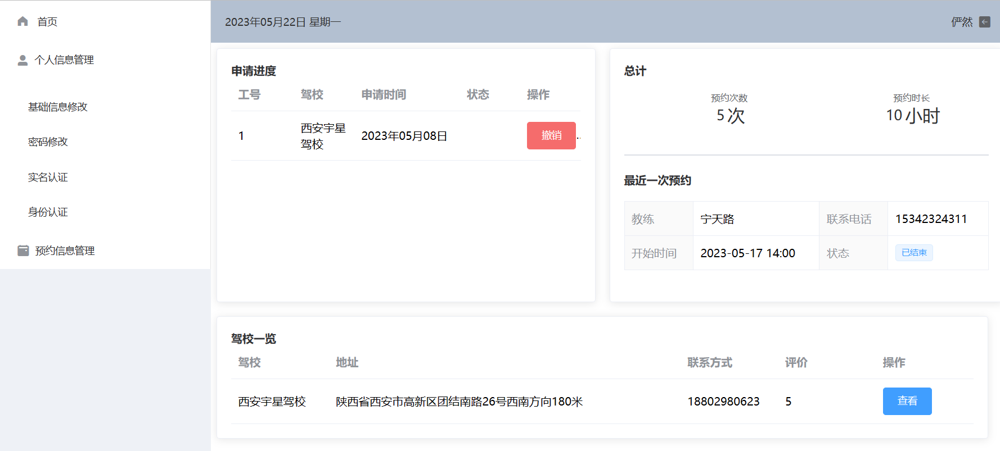 首页
个人信息管理
基础信息修改
密码修改
实名认证
身份认证
预约信息管理
2023年05月22日 星期一
俨然
申请进度
工号 驾校 申请时间 状态 操作
1 西安宇星驾校 2023年05月08日 撤销 ..
总计
预约次数 预约时长
5 次 10 小时
最近一次预约
教练 宁天路 联系电话 15342324311
开始时间 2023-05-17 14:00 状态 已结束
驾校一览
驾校 地址 联系方式 评价 操作
西安宇星驾校 陕西省西安市高新区团结南路26号西南方向180米 18802980623 5 查看